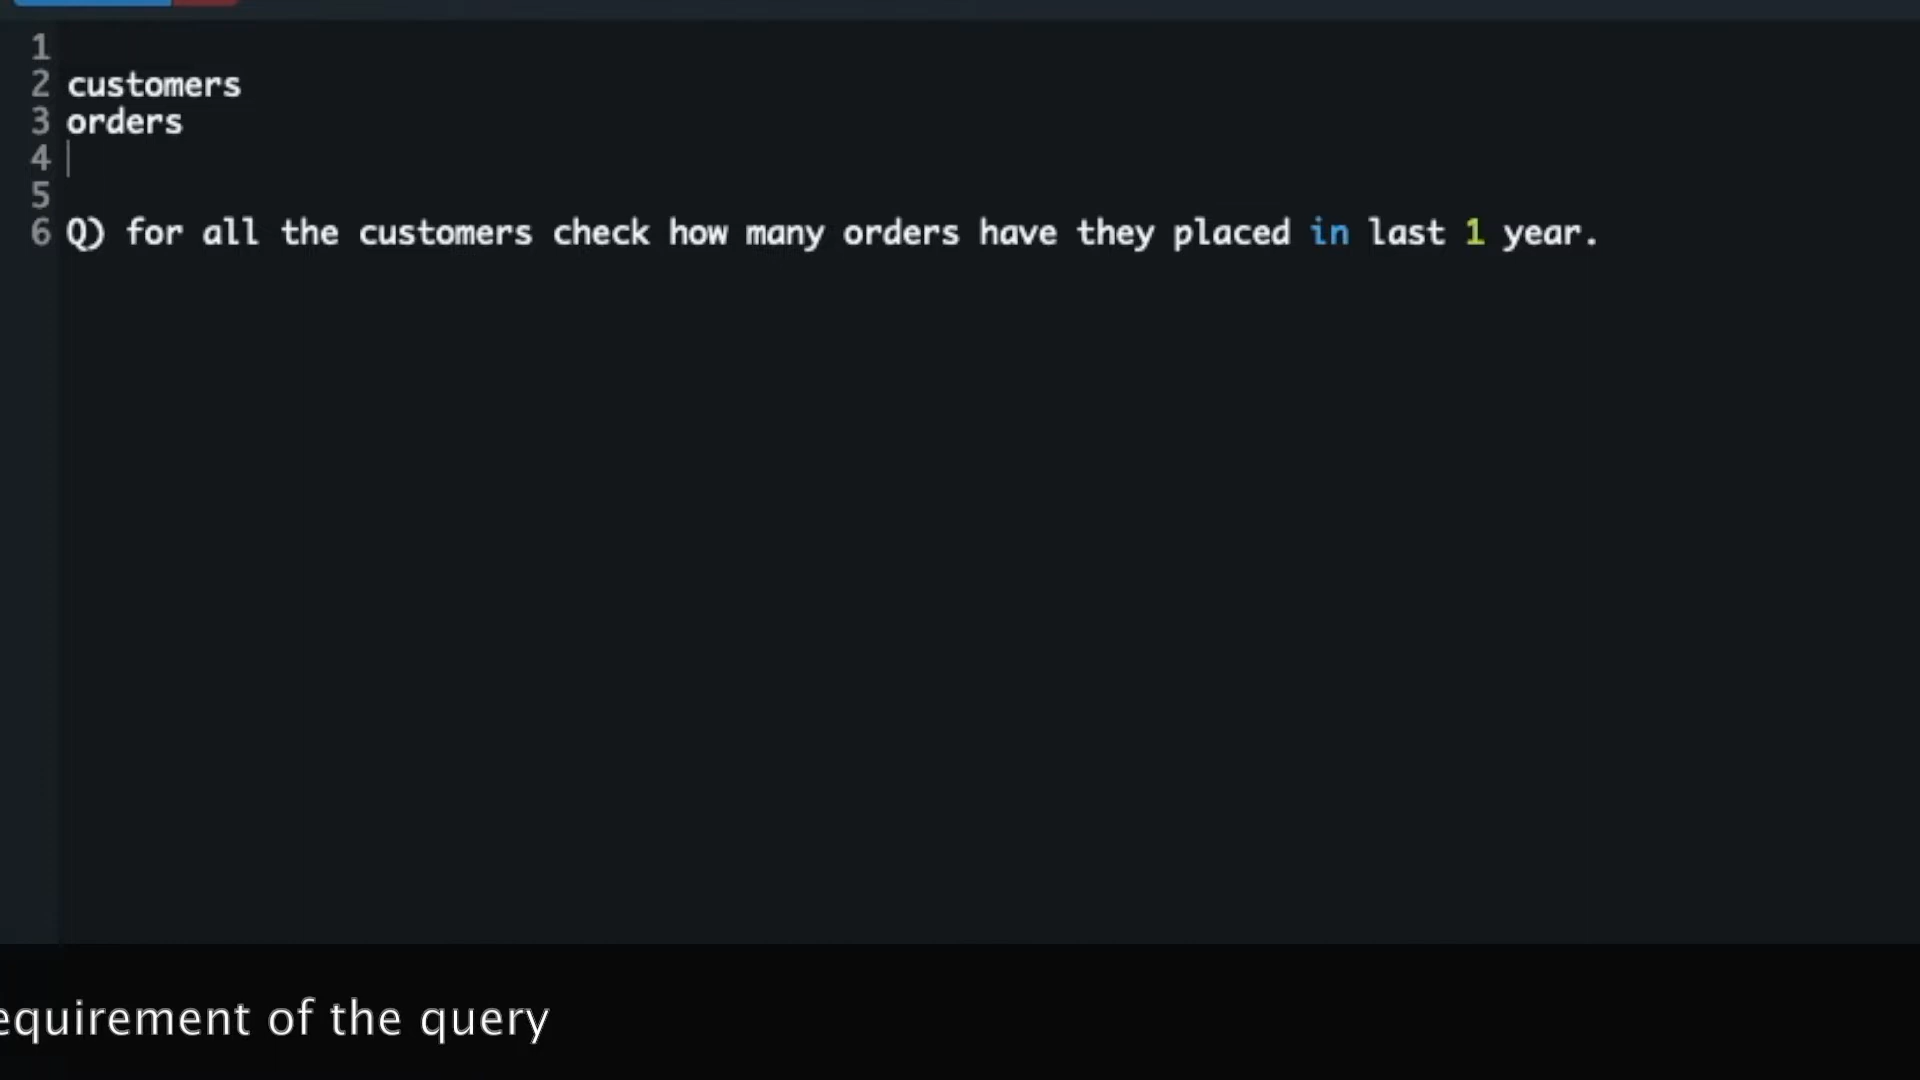 1
2 customers
3 orders
4
5
6 Q) for all the customers check how many orders have they placed in last 1 year.
equirement of the query